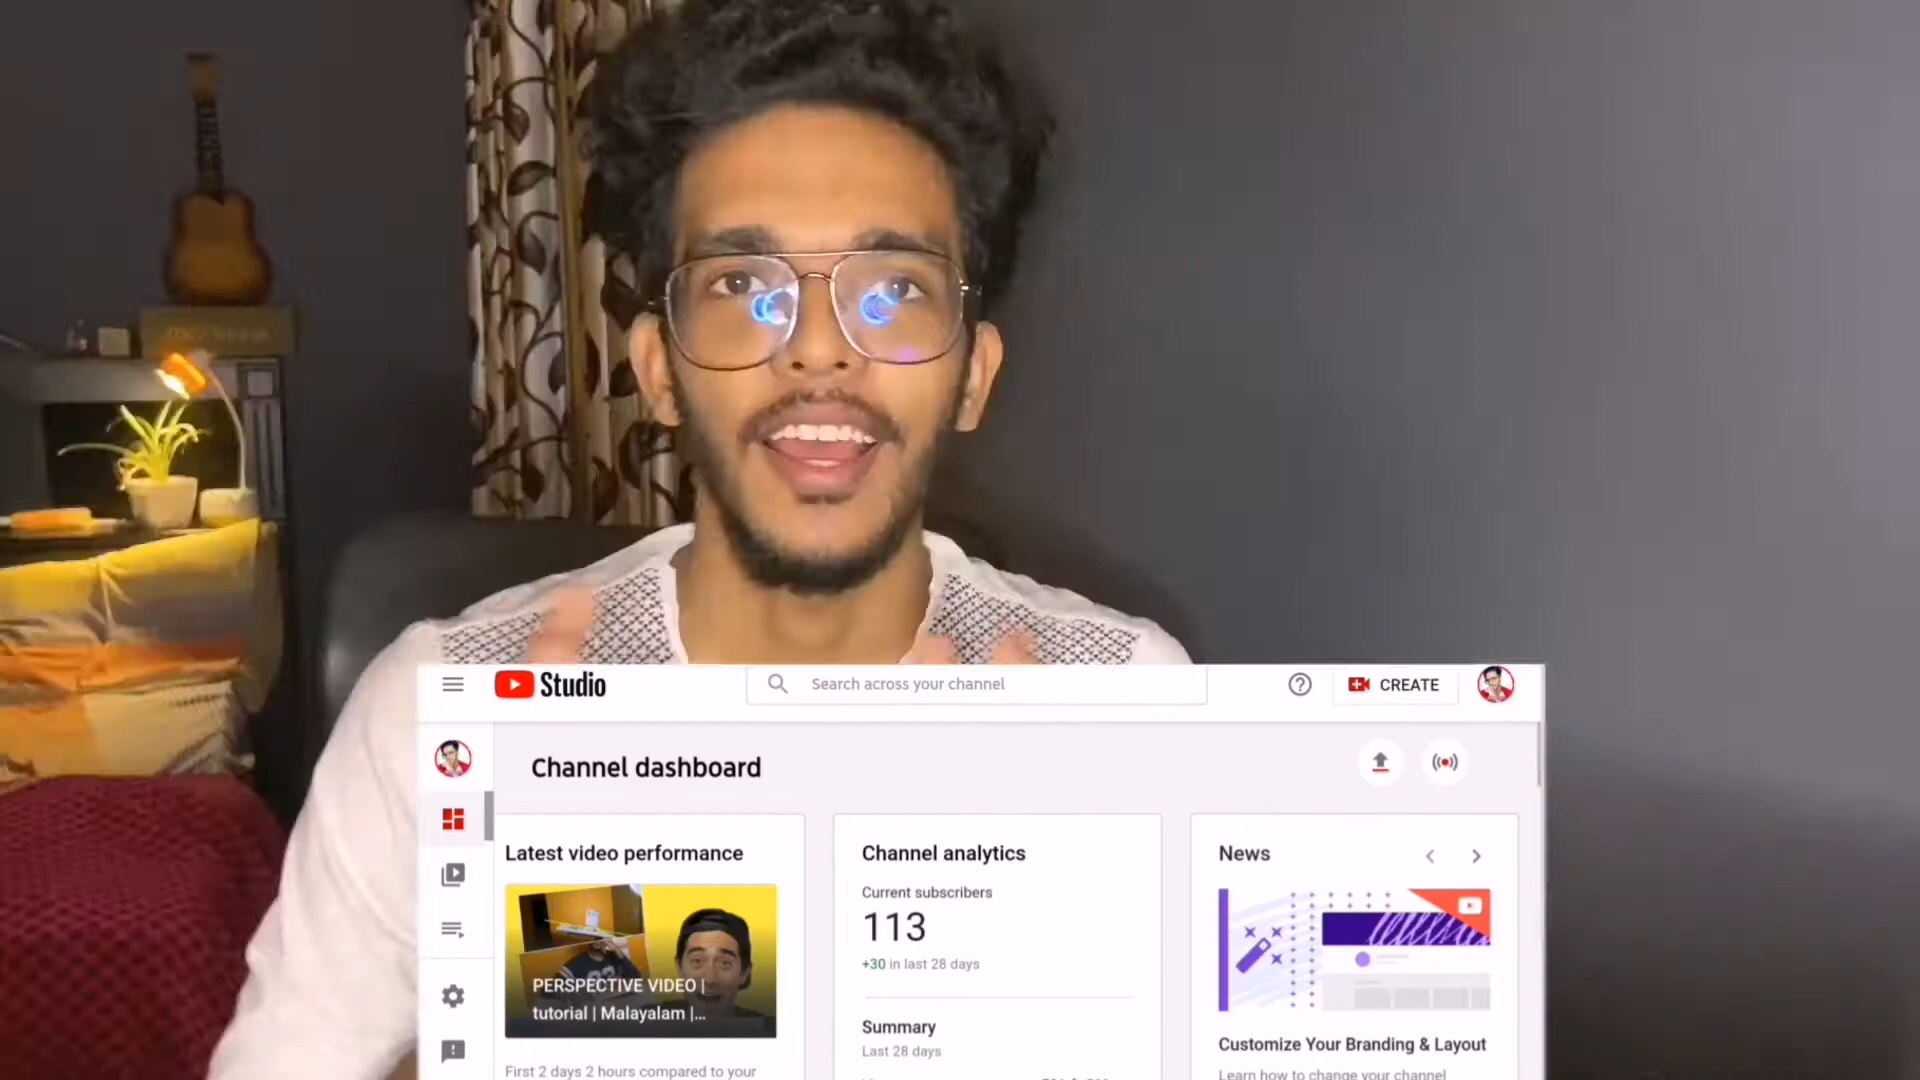 Studio
Search across your channel
CREATE
Channel dashboard
Latest video performance
PERSPECTIVE VIDEO |
tutorial | Malayalam |...
First 2 days 2 hours compared to your
Channel analytics
Current subscribers
113
+30 in last 28 days
Summary
Last 28 days
News
Customize Your Branding & Layout
Learn how to change your channel